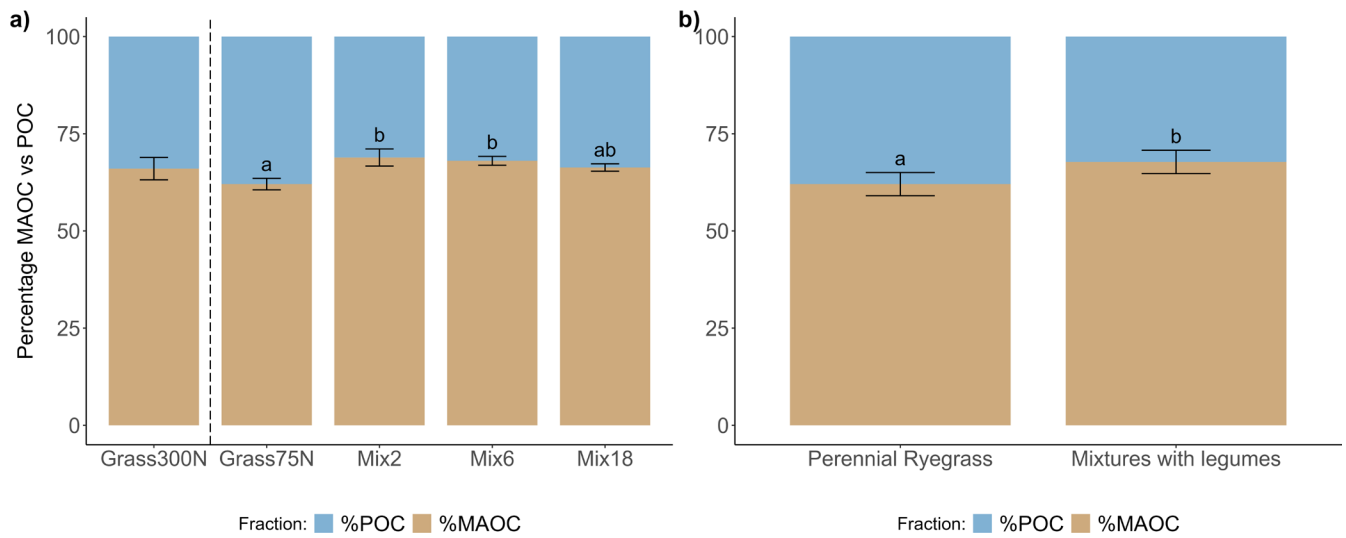 a)
Percentage MAOC vs POC
100
75
50
25
0
a
b
b
ab
Grass300N Grass75N Mix2 Mix6 Mix18
Fraction: %POC %MAOC
b)
100
75
50
25
0
a
b
Perennial Ryegrass Mixtures with legumes
Fraction: %POC %MAOC